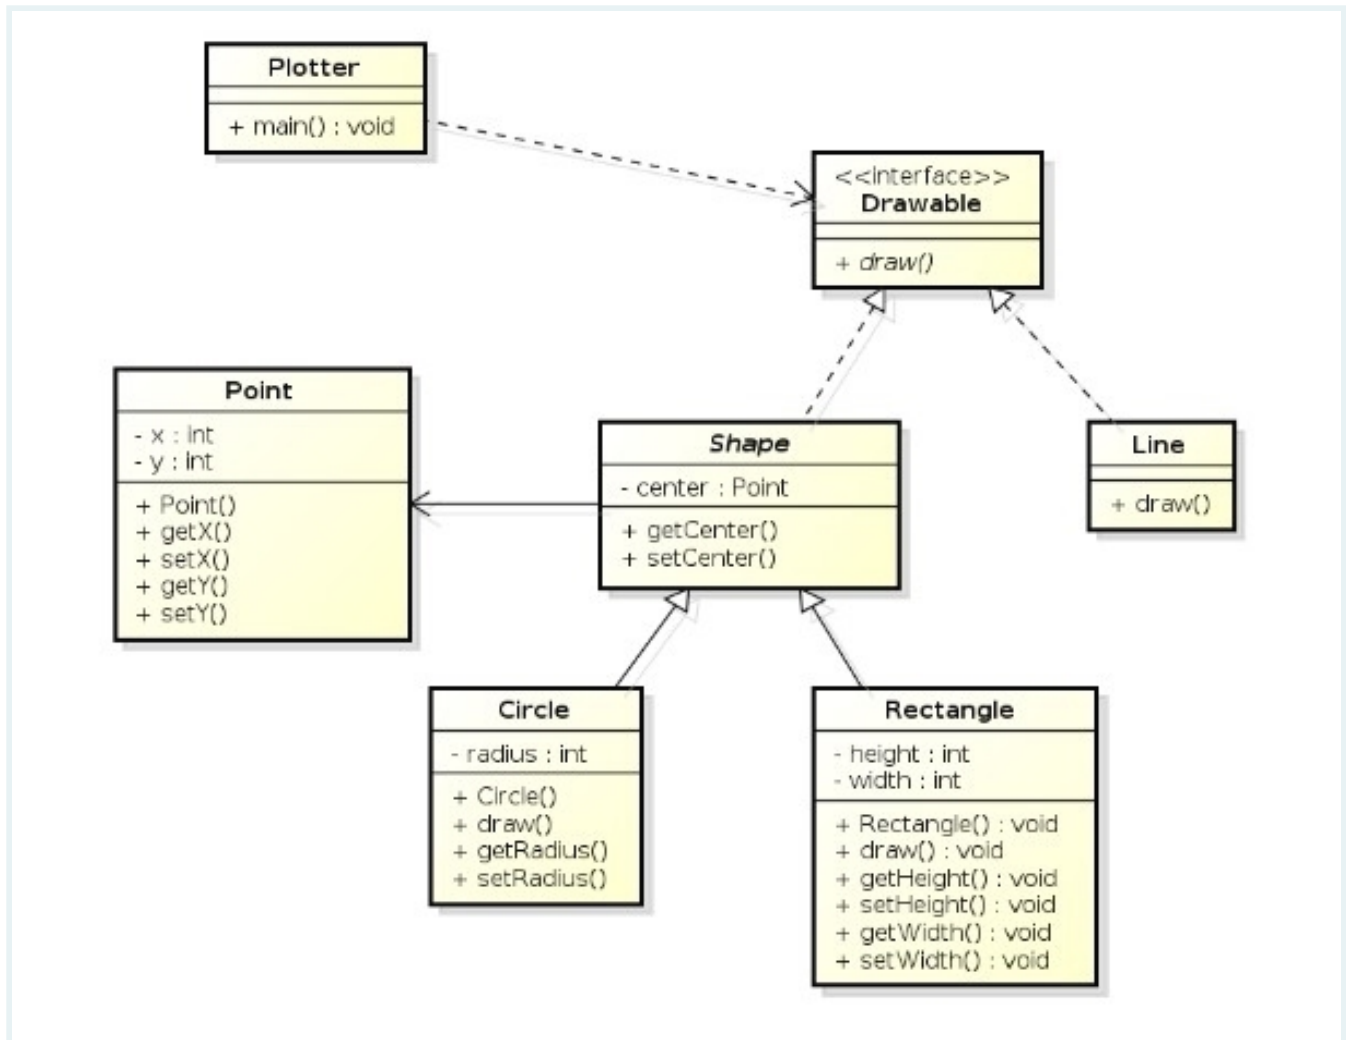 Plotter
+ main() : void
<<interface>>
Drawable
+ draw()
Point
- x : int
- y : int
+ Point()
+ getX()
+ setX()
+ getY()
+ setY()
Shape
- center : Point
+ getCenter()
+ setCenter()
Line
+ draw()
Circle
- radius : int
+ Circle()
+ draw()
+ getRadius()
+ setRadius()
Rectangle
- height : int
- width : int
+ Rectangle() : void
+ draw() : void
+ getHeight() : void
+ setHeight() : void
+ getWidth() : void
+ setWidth() : void